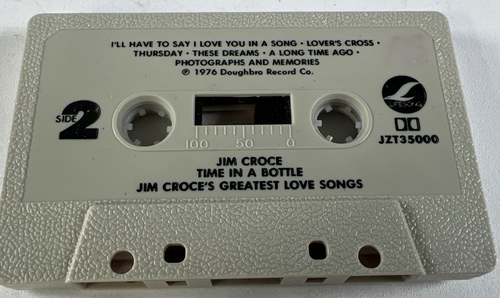 I'LL HAVE TO SAY I LOVE YOU IN A SONG • LOVER'S CROSS •
THURSDAY • THESE DREAMS • A LONG TIME AGO •
PHOTOGRAPHS AND MEMORIES
℗ 1976 Doughbro Record Co.
SIDE 2
LIFESONG
100 50 0
JZT35000
JIM CROCE
TIME IN A BOTTLE
JIM CROCE'S GREATEST LOVE SONGS